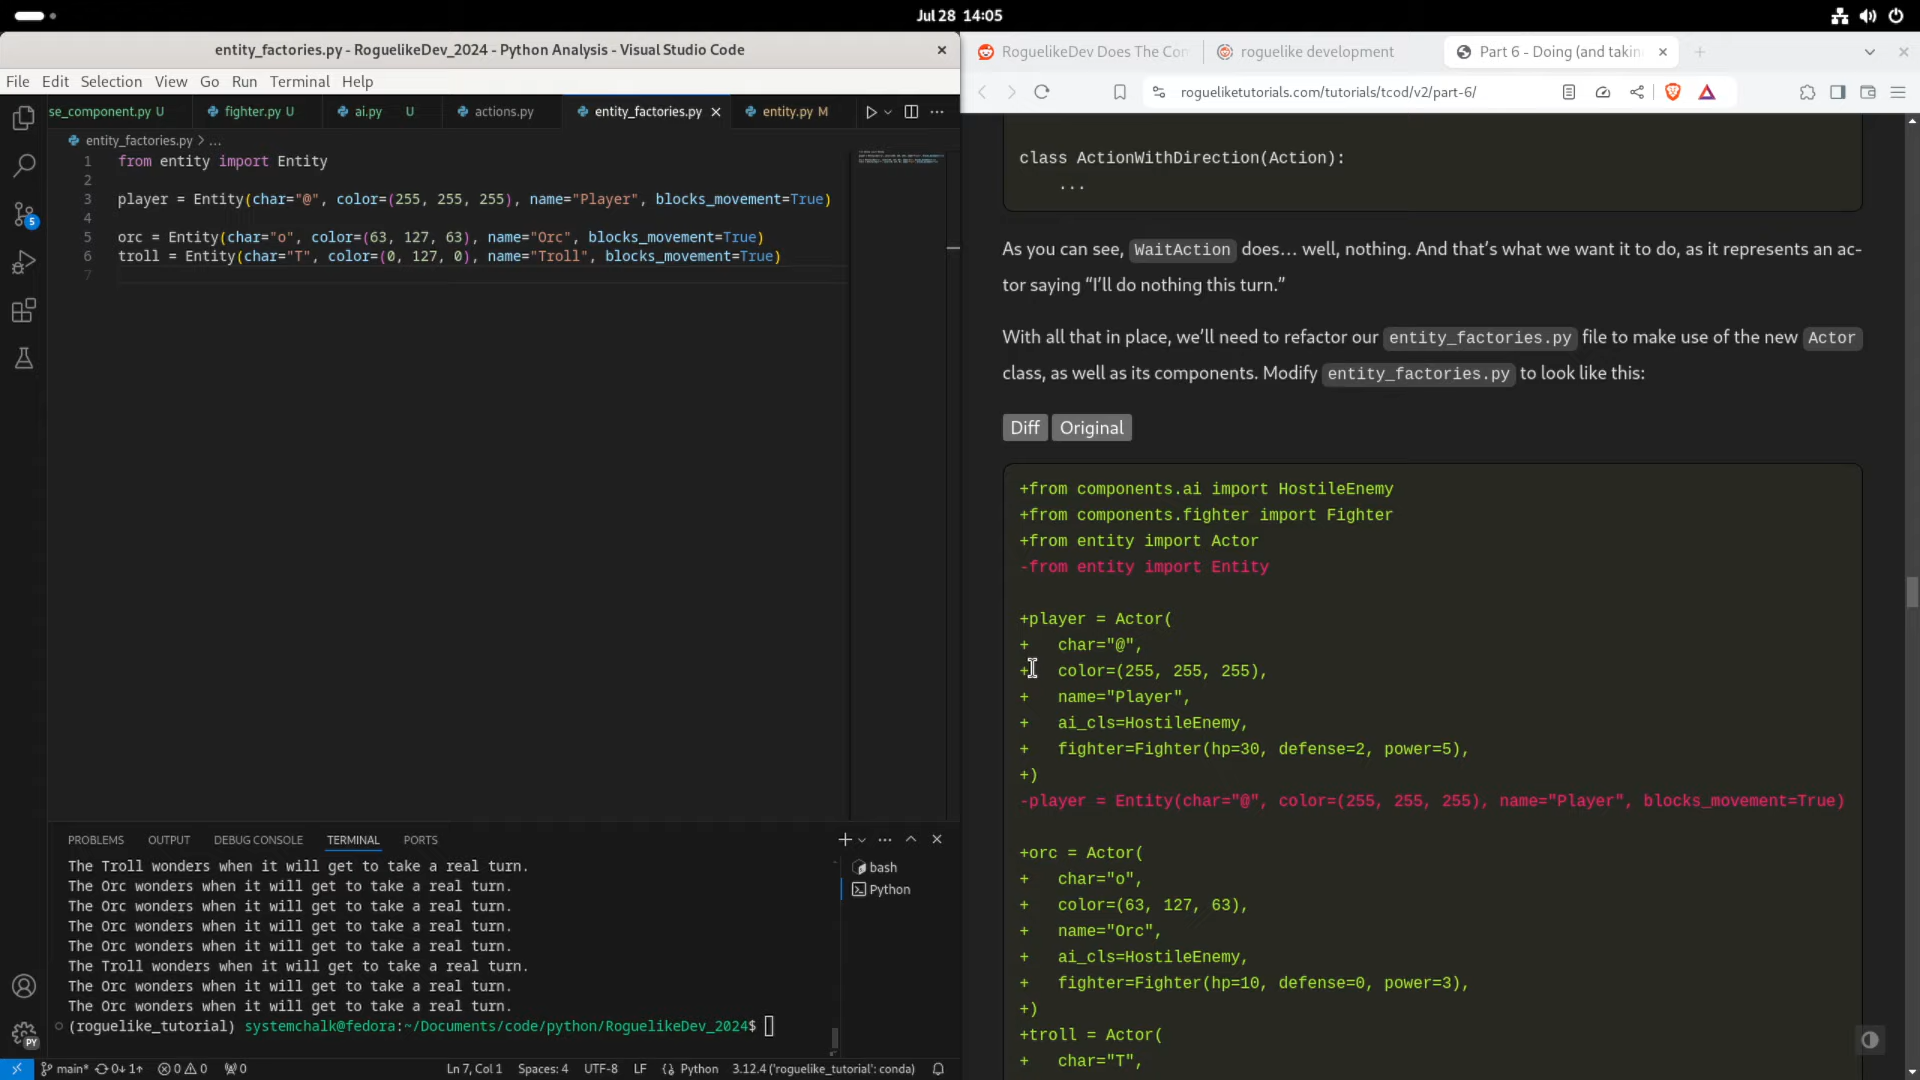 Jul 28 14:05
entity_factories.py - RoguelikeDev_2024 - Python Analysis - Visual Studio Code
File Edit Selection View Go Run Terminal Help
se_component.py U fighter.py U ai.py U actions.py entity_factories.py entity.py M
entity_factories.py > ...
1 from entity import Entity
2
3 player = Entity(char="@", color=(255, 255, 255), name="Player", blocks_movement=True)
4
5 orc = Entity(char="o", color=(63, 127, 63), name="Orc", blocks_movement=True)
6 troll = Entity(char="T", color=(0, 127, 0), name="Troll", blocks_movement=True)
7
5
PROBLEMS OUTPUT DEBUG CONSOLE TERMINAL PORTS
The Troll wonders when it will get to take a real turn.
The Orc wonders when it will get to take a real turn.
The Orc wonders when it will get to take a real turn.
The Orc wonders when it will get to take a real turn.
The Orc wonders when it will get to take a real turn.
The Troll wonders when it will get to take a real turn.
The Orc wonders when it will get to take a real turn.
The Orc wonders when it will get to take a real turn.
(roguelike_tutorial) systemchalk@fedora:~/Documents/code/python/RoguelikeDev_2024$
bash
Python
PY
main* 0↓ 1↑ 0 0 0 Ln 7, Col 1 Spaces: 4 UTF-8 LF Python 3.12.4 ('roguelike_tutorial': conda)
RoguelikeDev Does The Con roguelike development Part 6 - Doing (and takin
rogueliketutorials.com/tutorials/tcod/v2/part-6/
class ActionWithDirection(Action):
...
As you can see, WaitAction does… well, nothing. And that’s what we want it to do, as it represents an ac-
tor saying “I’ll do nothing this turn.”
With all that in place, we’ll need to refactor our entity_factories.py file to make use of the new Actor
class, as well as its components. Modify entity_factories.py to look like this:
Diff Original
+from components.ai import HostileEnemy
+from components.fighter import Fighter
+from entity import Actor
-from entity import Entity
+player = Actor(
+   char="@",
+   color=(255, 255, 255),
+   name="Player",
+   ai_cls=HostileEnemy,
+   fighter=Fighter(hp=30, defense=2, power=5),
+)
-player = Entity(char="@", color=(255, 255, 255), name="Player", blocks_movement=True)
+orc = Actor(
+   char="o",
+   color=(63, 127, 63),
+   name="Orc",
+   ai_cls=HostileEnemy,
+   fighter=Fighter(hp=10, defense=0, power=3),
+)
+troll = Actor(
+   char="T",